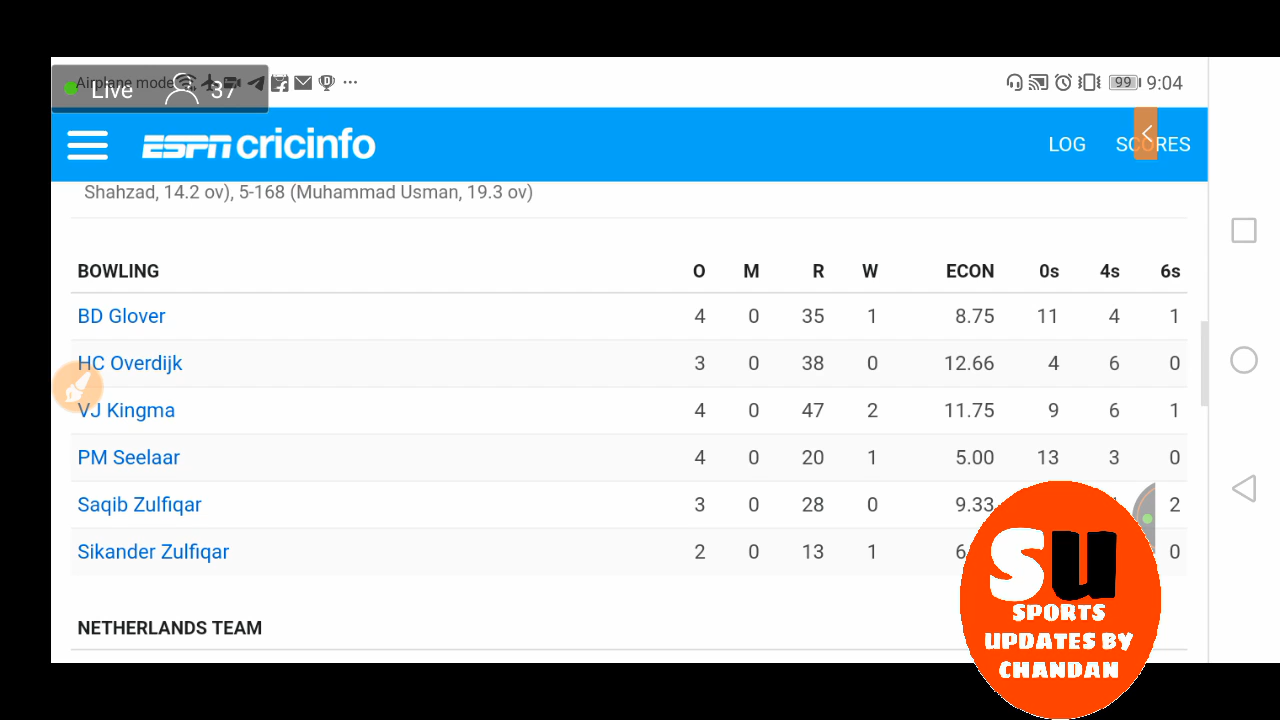 Airplane mode 99 9:04
Live 37
ESPN cricinfo LOG SCORES
Shahzad, 14.2 ov), 5-168 (Muhammad Usman, 19.3 ov)
BOWLING O M R W ECON 0s 4s 6s
BD Glover 4 0 35 1 8.75 11 4 1
HC Overdijk 3 0 38 0 12.66 4 6 0
VJ Kingma 4 0 47 2 11.75 9 6 1
PM Seelaar 4 0 20 1 5.00 13 3 0
Saqib Zulfiqar 3 0 28 0 9.33 2
Sikander Zulfiqar 2 0 13 1 0
NETHERLANDS TEAM
SU
SPORTS
UPDATES BY
CHANDAN